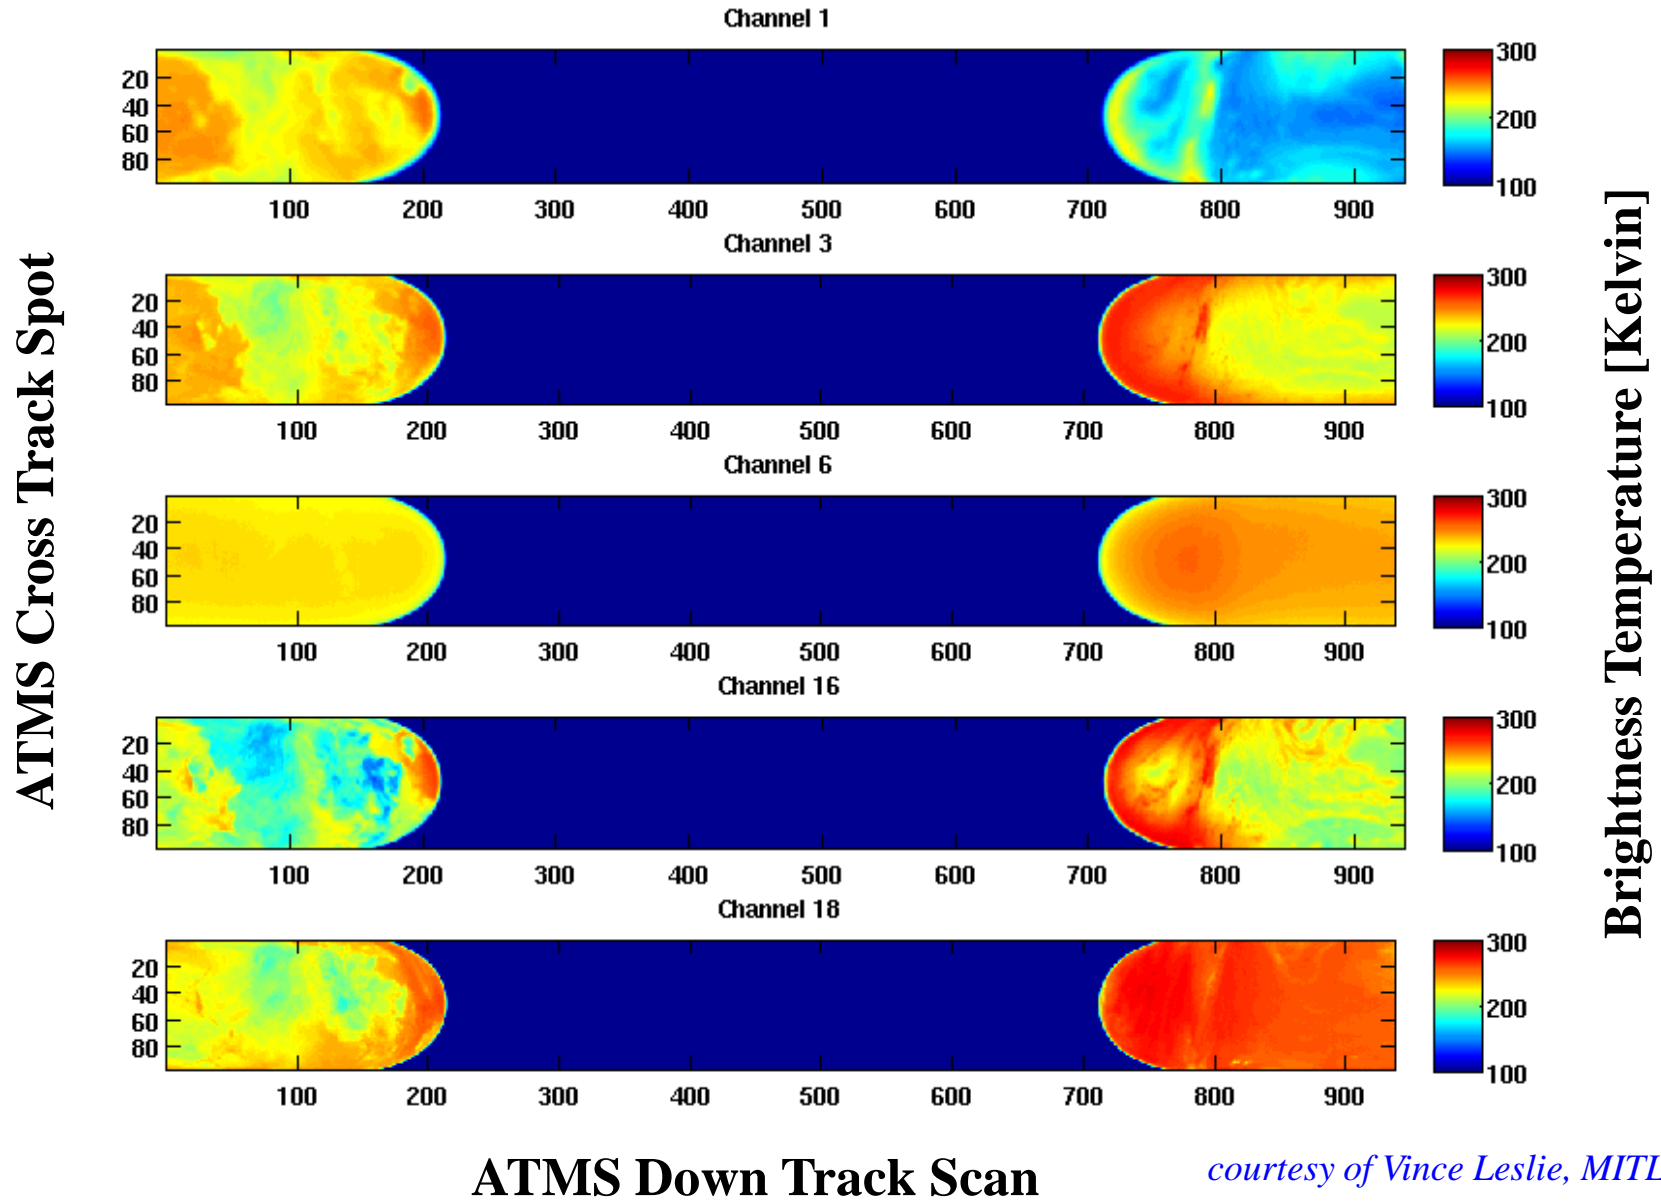 Channel 1
20
40
60
80
100 200 300 400 500 600 700 800 900
300
200
100
Channel 3
20
40
60
80
100 200 300 400 500 600 700 800 900
300
200
100
Channel 6
20
40
60
80
100 200 300 400 500 600 700 800 900
300
200
100
Channel 16
20
40
60
80
100 200 300 400 500 600 700 800 900
300
200
100
Channel 18
20
40
60
80
100 200 300 400 500 600 700 800 900
300
200
100
ATMS Cross Track Spot
Brightness Temperature [Kelvin]
ATMS Down Track Scan
courtesy of Vince Leslie, MITL